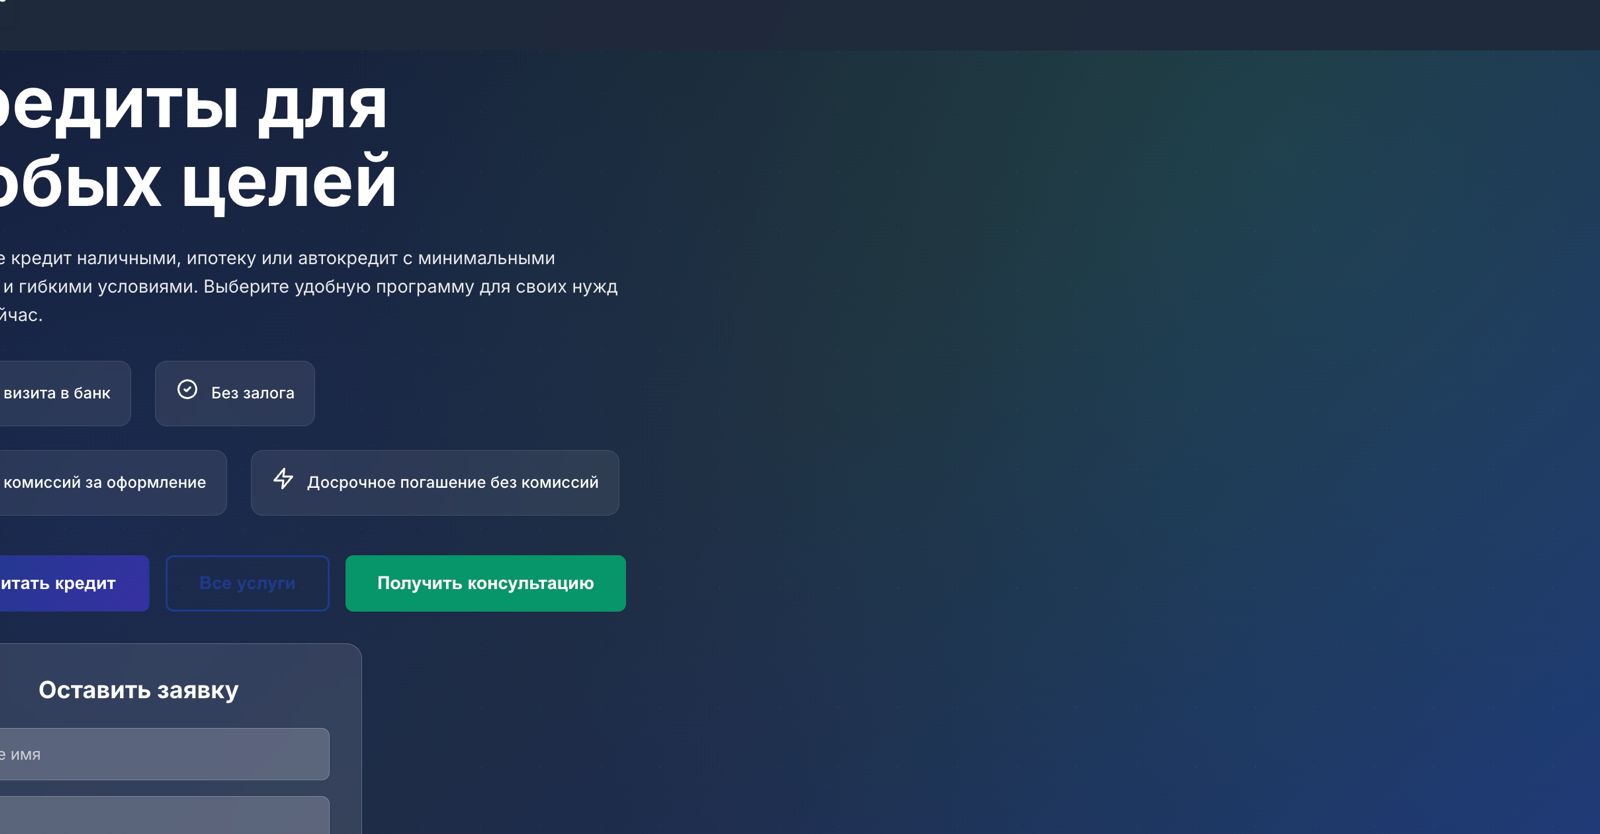 редиты для
обых целей
е кредит наличными, ипотеку или автокредит с минимальными
и гибкими условиями. Выберите удобную программу для своих нужд
йчас.
визита в банк
Без залога
комиссий за оформление
Досрочное погашение без комиссий
итать кредит
Все услуги
Получить консультацию
Оставить заявку
е имя